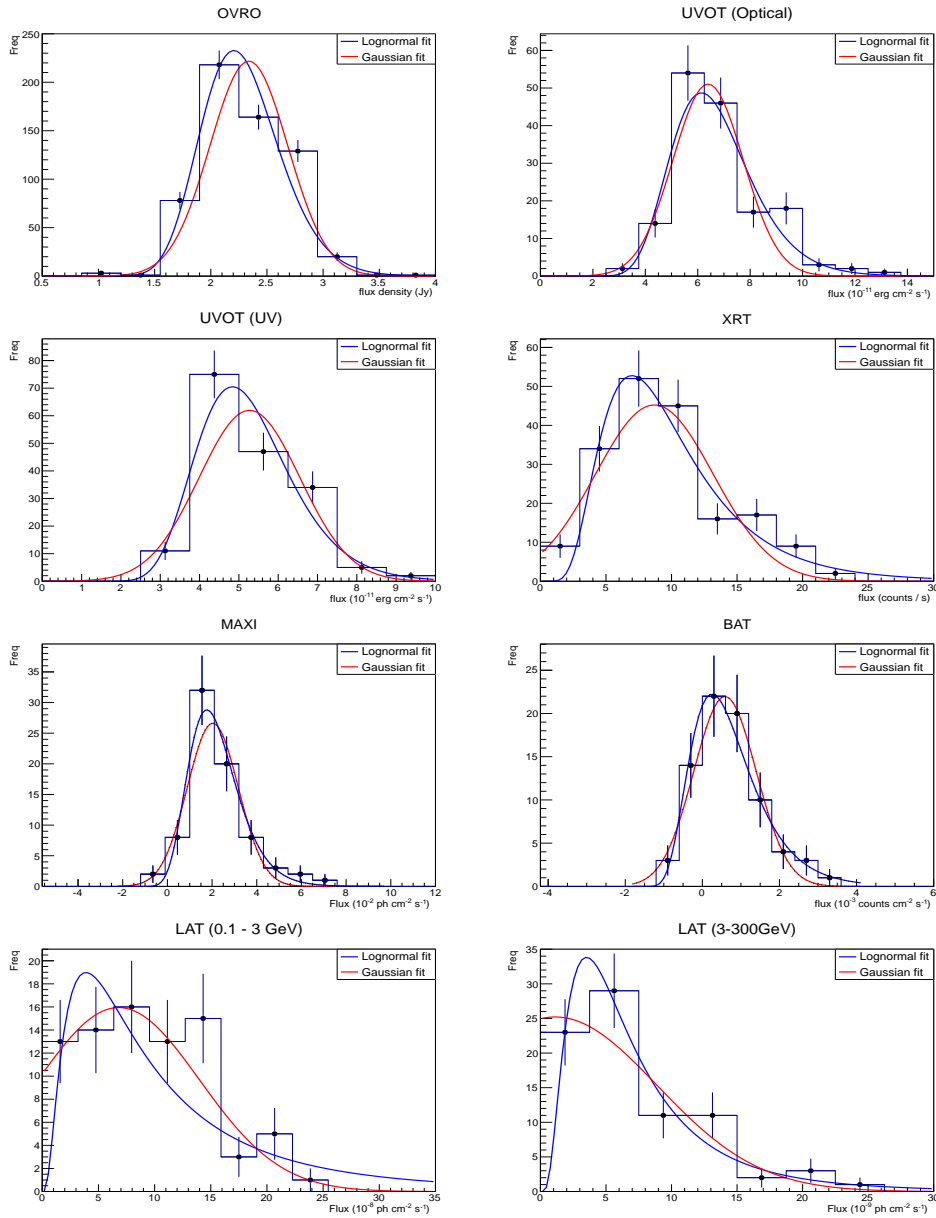 OVRO
Freq
250
200
150
100
50
0
Lognormal fit
Gaussian fit
0.5 1 1.5 2 2.5 3 3.5 4
flux density (Jy)
UVOT (Optical)
Freq
60
50
40
30
20
10
0
Lognormal fit
Gaussian fit
0 2 4 6 8 10 12 14
flux (10⁻¹¹ erg cm⁻² s⁻¹)
UVOT (UV)
Freq
80
70
60
50
40
30
20
10
0
Lognormal fit
Gaussian fit
0 1 2 3 4 5 6 7 8 9 10
flux (10⁻¹¹ erg cm⁻² s⁻¹)
XRT
Freq
60
50
40
30
20
10
0
Lognormal fit
Gaussian fit
0 5 10 15 20 25 30
flux (counts / s)
MAXI
Freq
35
30
25
20
15
10
5
0
Lognormal fit
Gaussian fit
-4 -2 0 2 4 6 8 10 12
Flux (10⁻² ph cm⁻² s⁻¹)
BAT
Freq
30
25
20
15
10
5
0
Lognormal fit
Gaussian fit
-4 -2 0 2 4 6
flux (10⁻³ counts cm⁻² s⁻¹)
LAT (0.1 - 3 GeV)
Freq
20
18
16
14
12
10
8
6
4
2
0
Lognormal fit
Gaussian fit
0 5 10 15 20 25 30 35
Flux (10⁻⁸ ph cm⁻² s⁻¹)
LAT (3-300GeV)
Freq
35
30
25
20
15
10
5
0
Lognormal fit
Gaussian fit
0 5 10 15 20 25 30
Flux (10⁻⁹ ph cm⁻² s⁻¹)